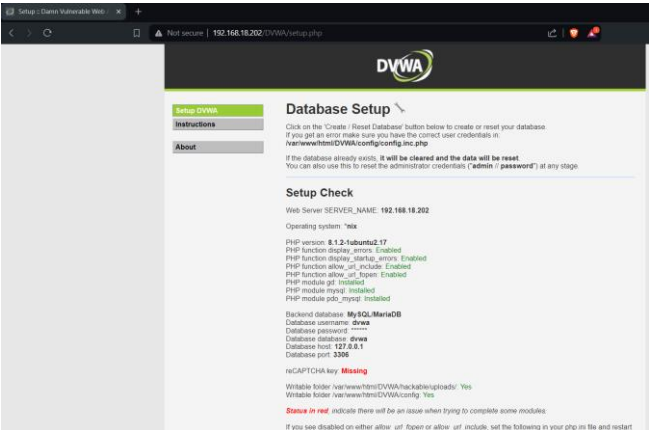 Setup :: Damn Vulnerable Web
Not secure | 192.168.18.202/DVWA/setup.php
DVWA
Setup DVWA
Instructions
About
Database Setup
Click on the 'Create / Reset Database' button below to create or reset your database.
If you get an error make sure you have the correct user credentials in:
/var/www/html/DVWA/config/config.inc.php
If the database already exists, it will be cleared and the data will be reset.
You can also use this to reset the administrator credentials ("admin // password") at any stage.
Setup Check
Web Server SERVER_NAME: 192.168.18.202
Operating system: *nix
PHP version: 8.1.2-1ubuntu2.17
PHP function display_errors: Enabled
PHP function display_startup_errors: Enabled
PHP function allow_url_include: Enabled
PHP function allow_url_fopen: Enabled
PHP module gd: Installed
PHP module mysql: Installed
PHP module pdo_mysql: Installed
Backend database: MySQL/MariaDB
Database username: dvwa
Database password: ******
Database database: dvwa
Database host: 127.0.0.1
Database port: 3306
reCAPTCHA key: Missing
Writable folder /var/www/html/DVWA/hackable/uploads/: Yes
Writable folder /var/www/html/DVWA/config: Yes
Status in red, indicate there will be an issue when trying to complete some modules.
If you see disabled on either allow_url_fopen or allow_url_include, set the following in your php.ini file and restart